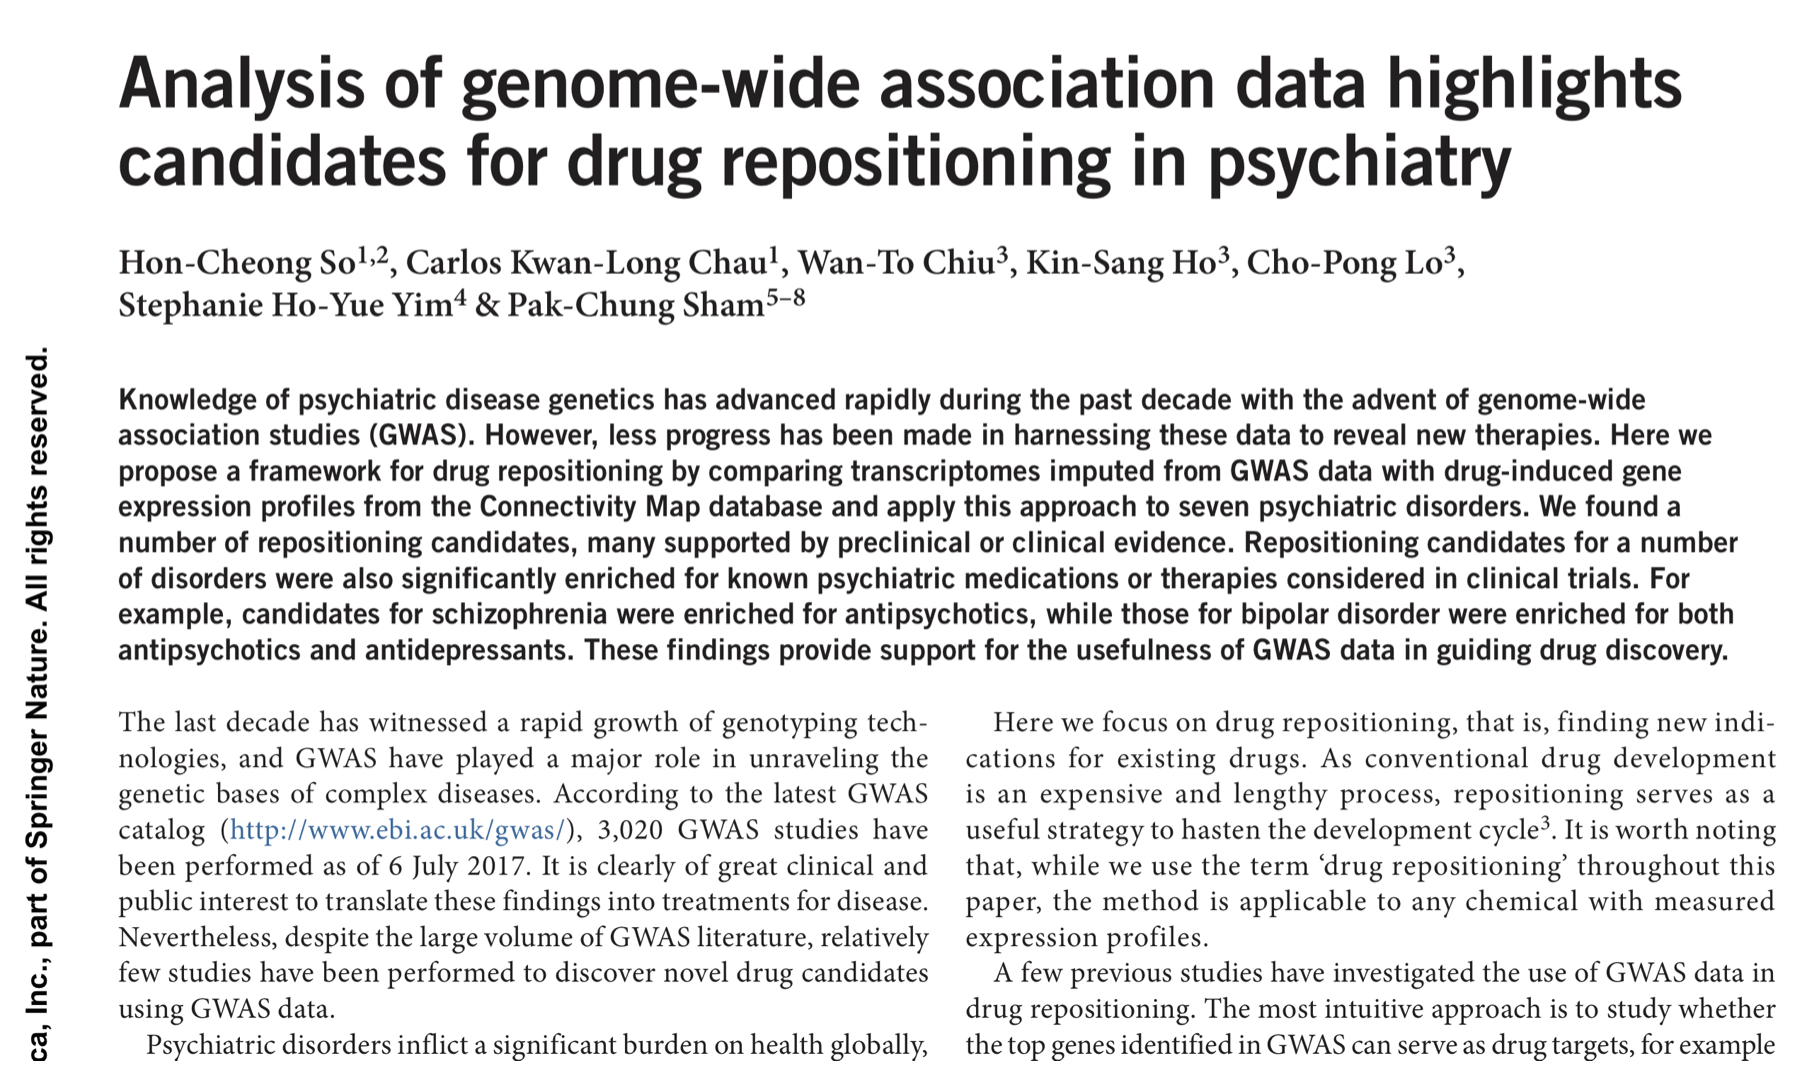 Analysis of genome-wide association data highlights
candidates for drug repositioning in psychiatry
Hon-Cheong So1,2, Carlos Kwan-Long Chau1, Wan-To Chiu3, Kin-Sang Ho3, Cho-Pong Lo3,
Stephanie Ho-Yue Yim4 & Pak-Chung Sham5–8
Knowledge of psychiatric disease genetics has advanced rapidly during the past decade with the advent of genome-wide
association studies (GWAS). However, less progress has been made in harnessing these data to reveal new therapies. Here we
propose a framework for drug repositioning by comparing transcriptomes imputed from GWAS data with drug-induced gene
expression profiles from the Connectivity Map database and apply this approach to seven psychiatric disorders. We found a
number of repositioning candidates, many supported by preclinical or clinical evidence. Repositioning candidates for a number
of disorders were also significantly enriched for known psychiatric medications or therapies considered in clinical trials. For
example, candidates for schizophrenia were enriched for antipsychotics, while those for bipolar disorder were enriched for both
antipsychotics and antidepressants. These findings provide support for the usefulness of GWAS data in guiding drug discovery.
The last decade has witnessed a rapid growth of genotyping tech-
nologies, and GWAS have played a major role in unraveling the
genetic bases of complex diseases. According to the latest GWAS
catalog (http://www.ebi.ac.uk/gwas/), 3,020 GWAS studies have
been performed as of 6 July 2017. It is clearly of great clinical and
public interest to translate these findings into treatments for disease.
Nevertheless, despite the large volume of GWAS literature, relatively
few studies have been performed to discover novel drug candidates
using GWAS data.
Psychiatric disorders inflict a significant burden on health globally,
Here we focus on drug repositioning, that is, finding new indi-
cations for existing drugs. As conventional drug development
is an expensive and lengthy process, repositioning serves as a
useful strategy to hasten the development cycle3. It is worth noting
that, while we use the term ‘drug repositioning’ throughout this
paper, the method is applicable to any chemical with measured
expression profiles.
A few previous studies have investigated the use of GWAS data in
drug repositioning. The most intuitive approach is to study whether
the top genes identified in GWAS can serve as drug targets, for example
ca, Inc., part of Springer Nature. All rights reserved.